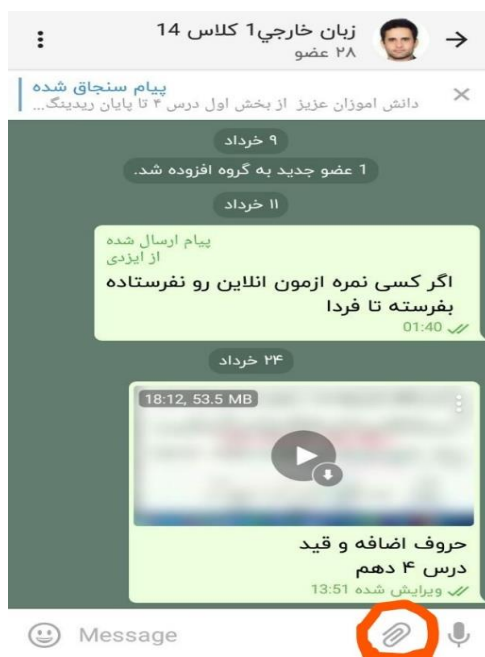 زبان خارجي1 كلاس 14
۲۸ عضو
پیام سنجاق شده
دانش اموزان عزیز از بخش اول درس ۴ تا پایان ریدینگ...
۹ خرداد
1 عضو جدید به گروه افزوده شد.
۱۱ خرداد
پیام ارسال شده
از ایزدی
اگر کسی نمره ازمون انلاین رو نفرستاده
بفرسته تا فردا
01:40
۲۴ خرداد
18:12, 53.5 MB
حروف اضافه و قید
درس ۴ دهم
ویرایش شده 13:51
Message